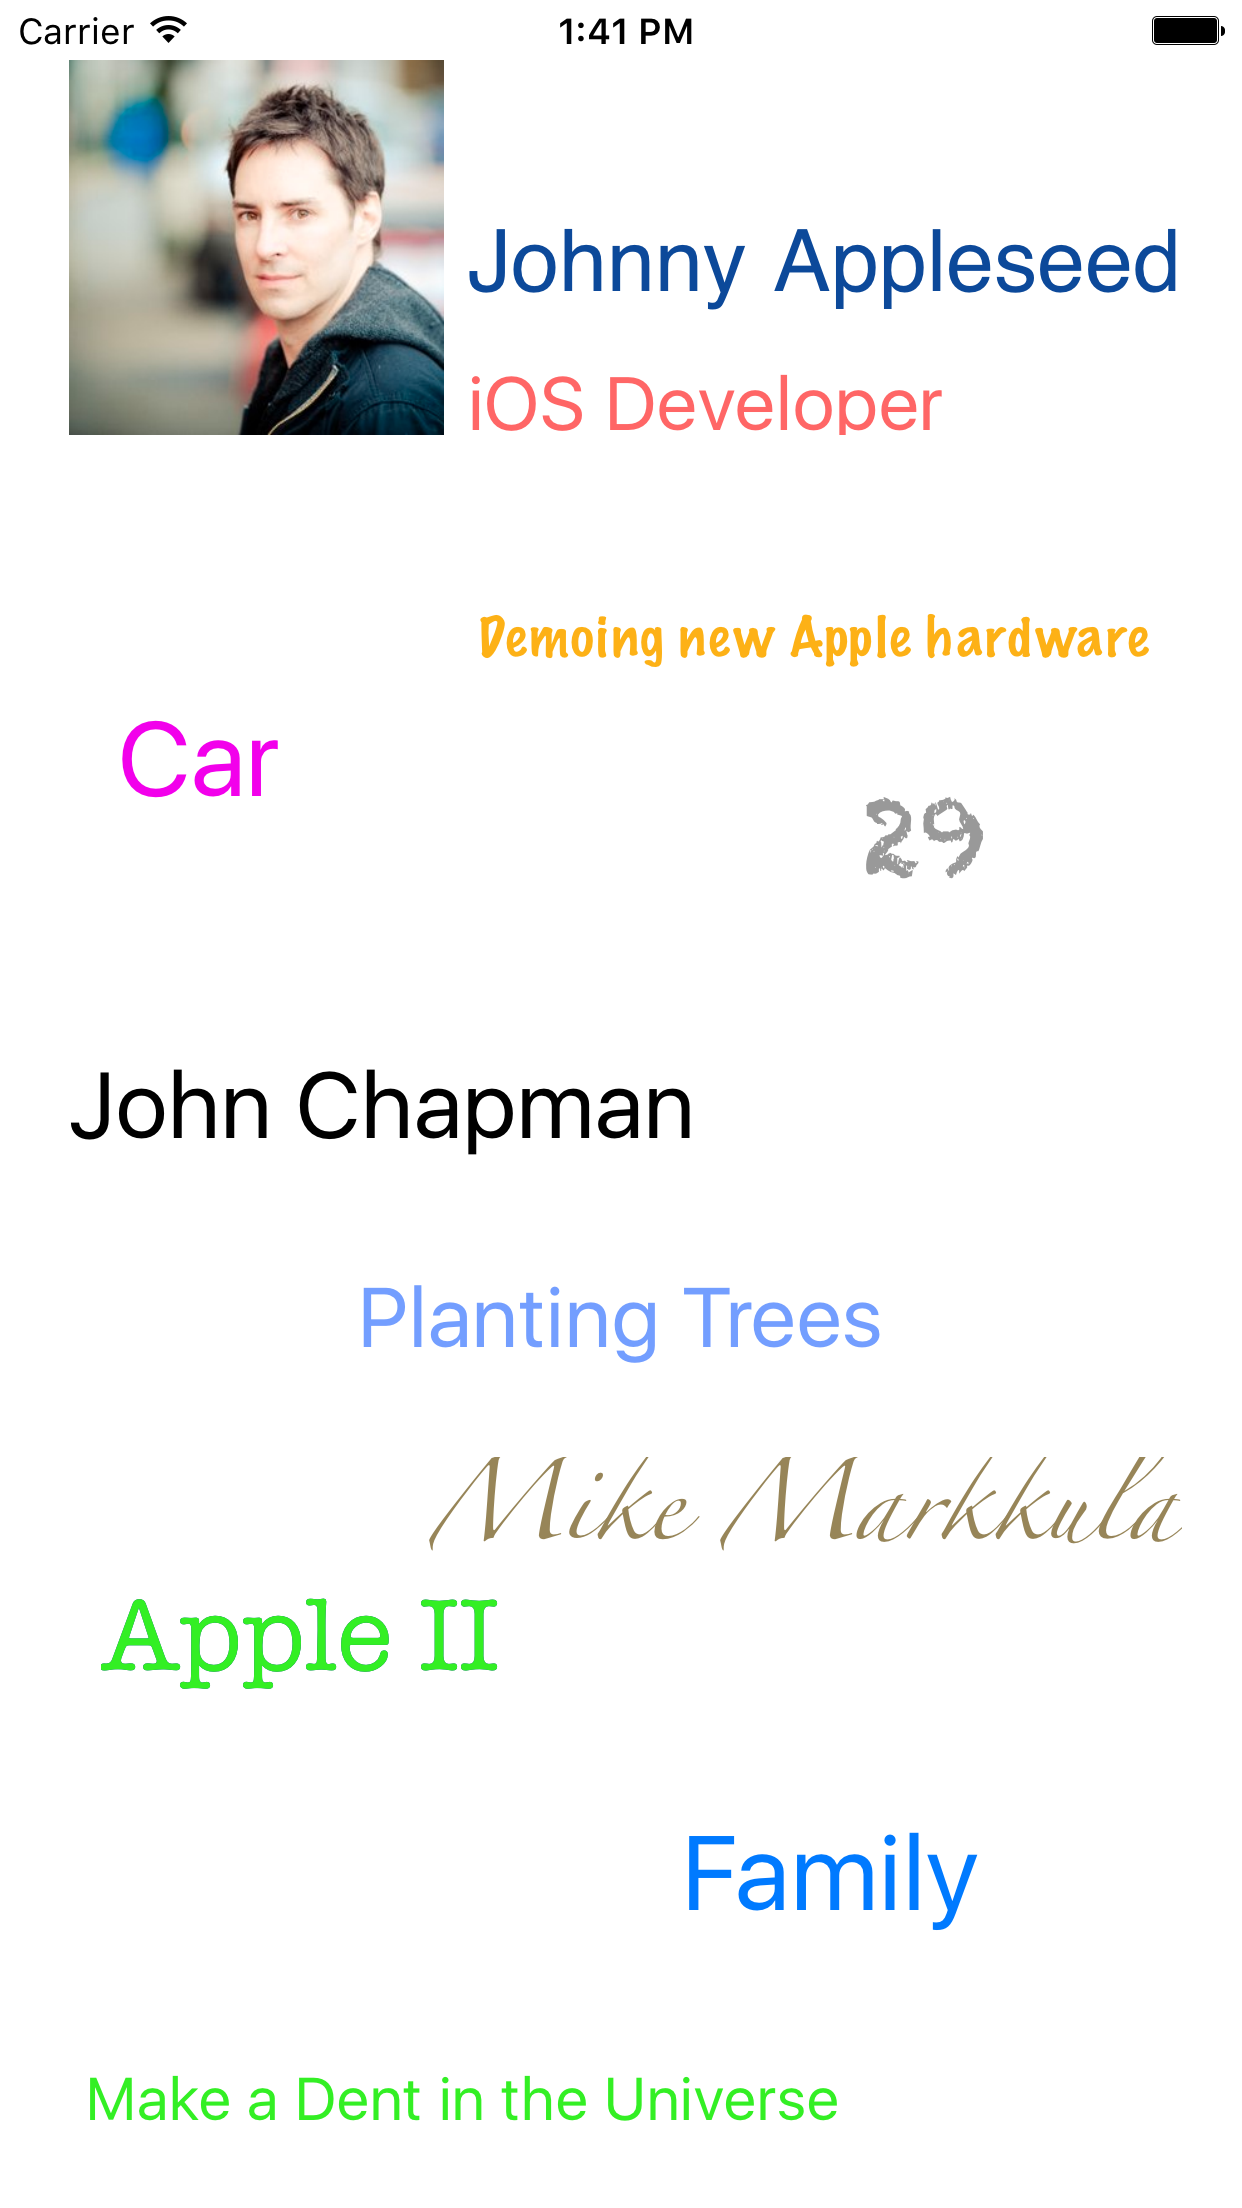 Carrier 1:41 PM
Johnny Appleseed
iOS Developer
Demoing new Apple hardware
Car
29
John Chapman
Planting Trees
Mike Markkula
Apple II
Family
Make a Dent in the Universe